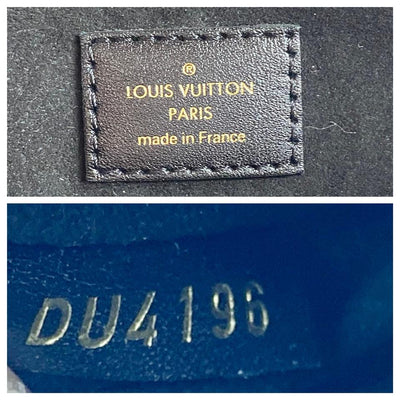 ®
LOUIS VUITTON
PARIS
made in France
DU4196